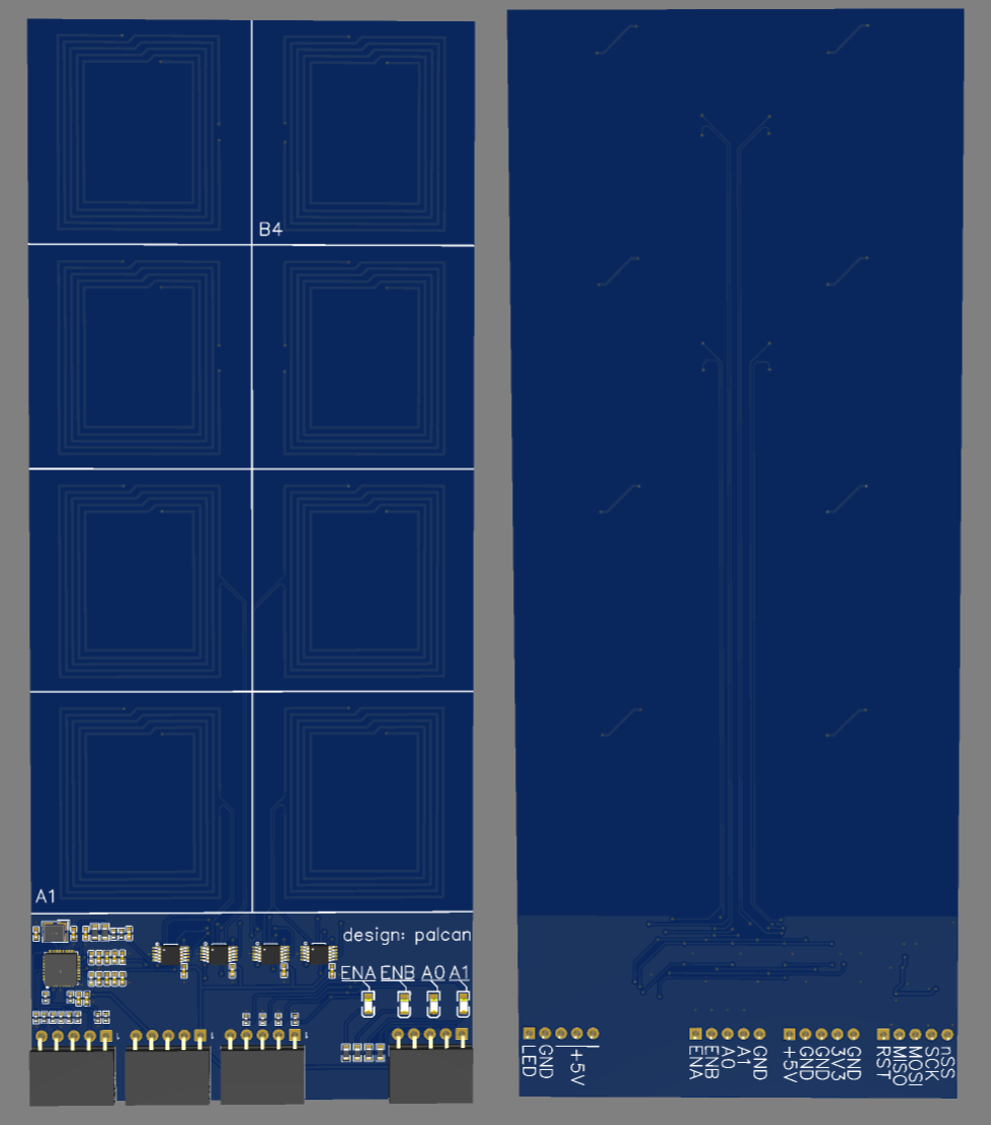 B4
A1
design: palcan
ENA ENB A0 A1
LED
GND
+5V
ENA
ENB
A0
A1
GND
+5V
GND
GND
3V3
GND
RST
MISO
MOSI
SCK
nSS